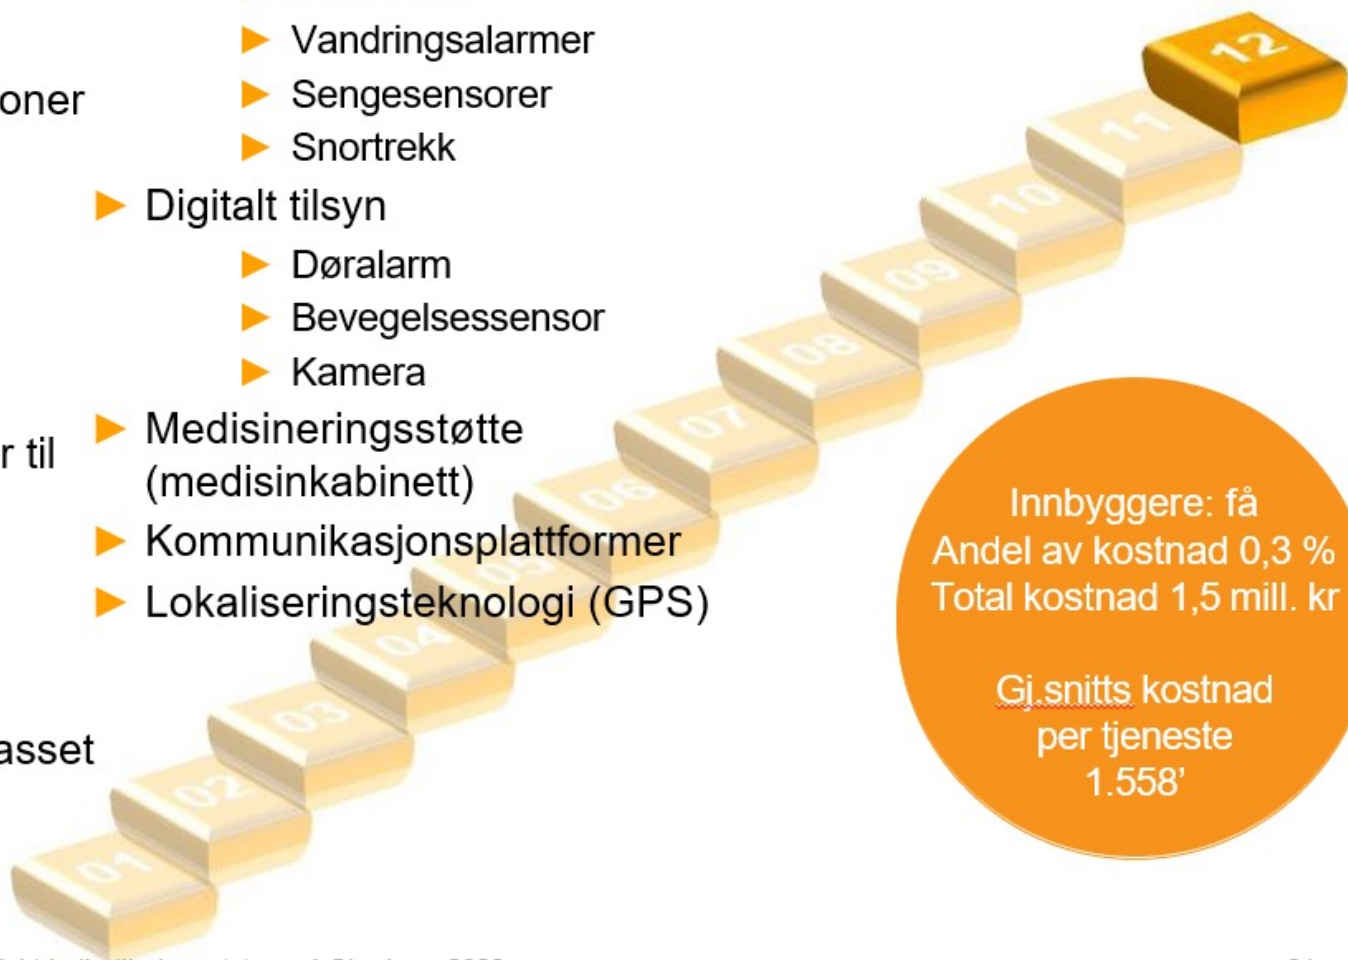 Vandringsalarmer
oner
Sengesensorer
Snortrekk
Digitalt tilsyn
Døralarm
Bevegelsessensor
Kamera
Medisineringsstøtte
r til
(medisinkabinett)
Kommunikasjonsplattformer
Lokaliseringsteknologi (GPS)
asset
12
11
10
09
08
07
06
05
04
03
02
01
Innbyggere: få
Andel av kostnad 0,3 %
Total kostnad 1,5 mill. kr
Gj.snitts kostnad
per tjeneste
1.558’